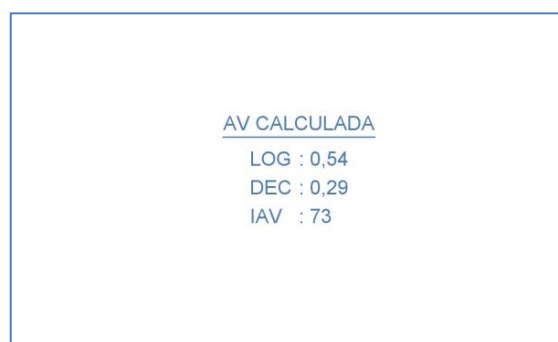 AV CALCULADA
LOG : 0,54
DEC : 0,29
IAV : 73